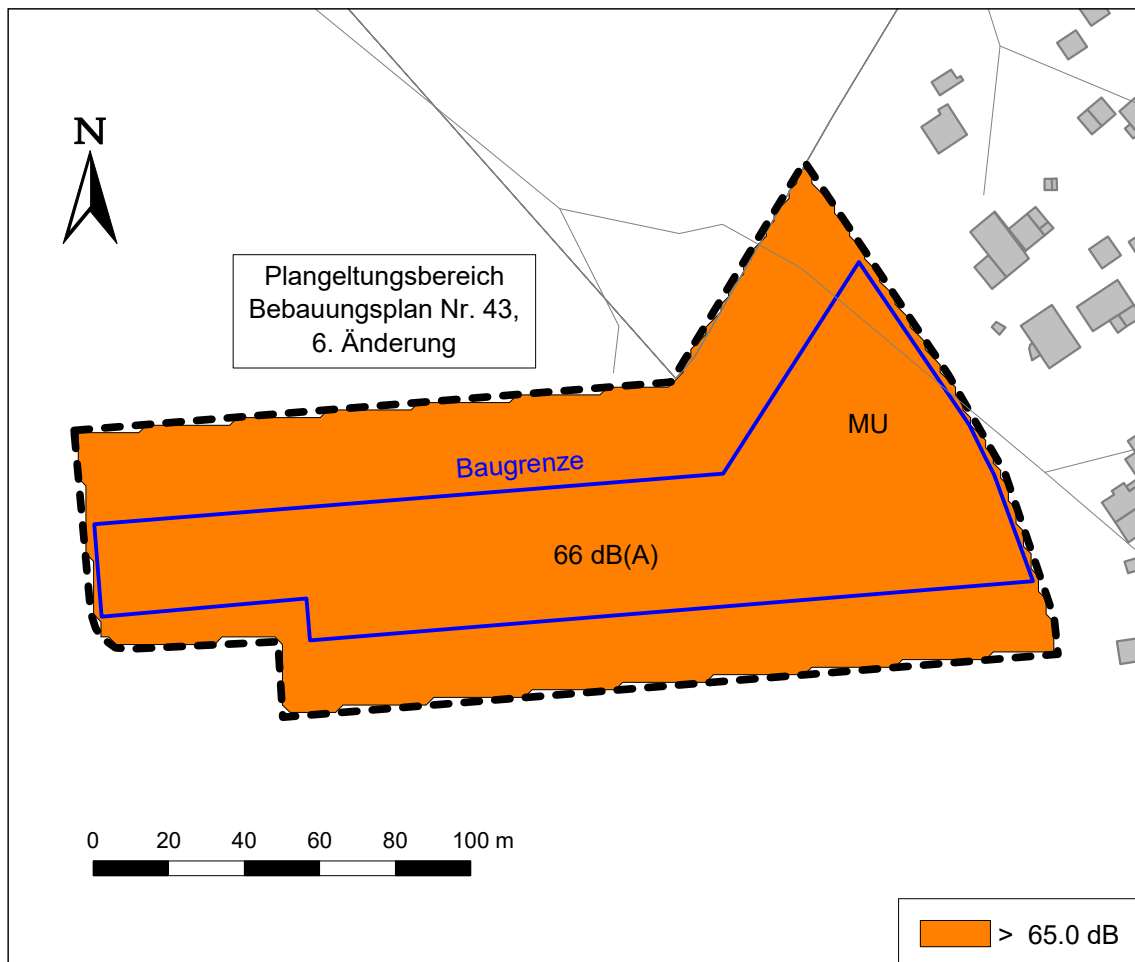 N
Plangeltungsbereich
Bebauungsplan Nr. 43,
6. Änderung
MU
Baugrenze
66 dB(A)
0 20 40 60 80 100 m
> 65.0 dB